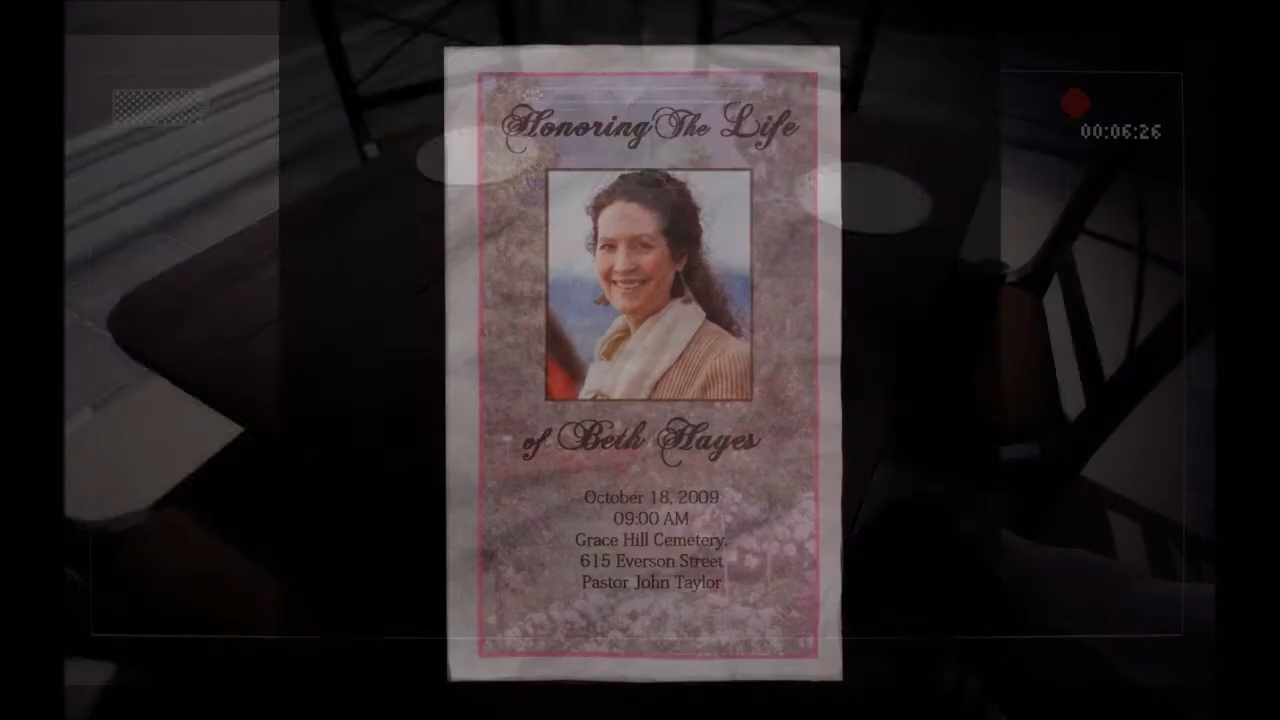 Honoring The Life
00:06:26
of Beth Hayes
October 18, 2009
09:00 AM
Grace Hill Cemetery,
615 Everson Street
Pastor John Taylor